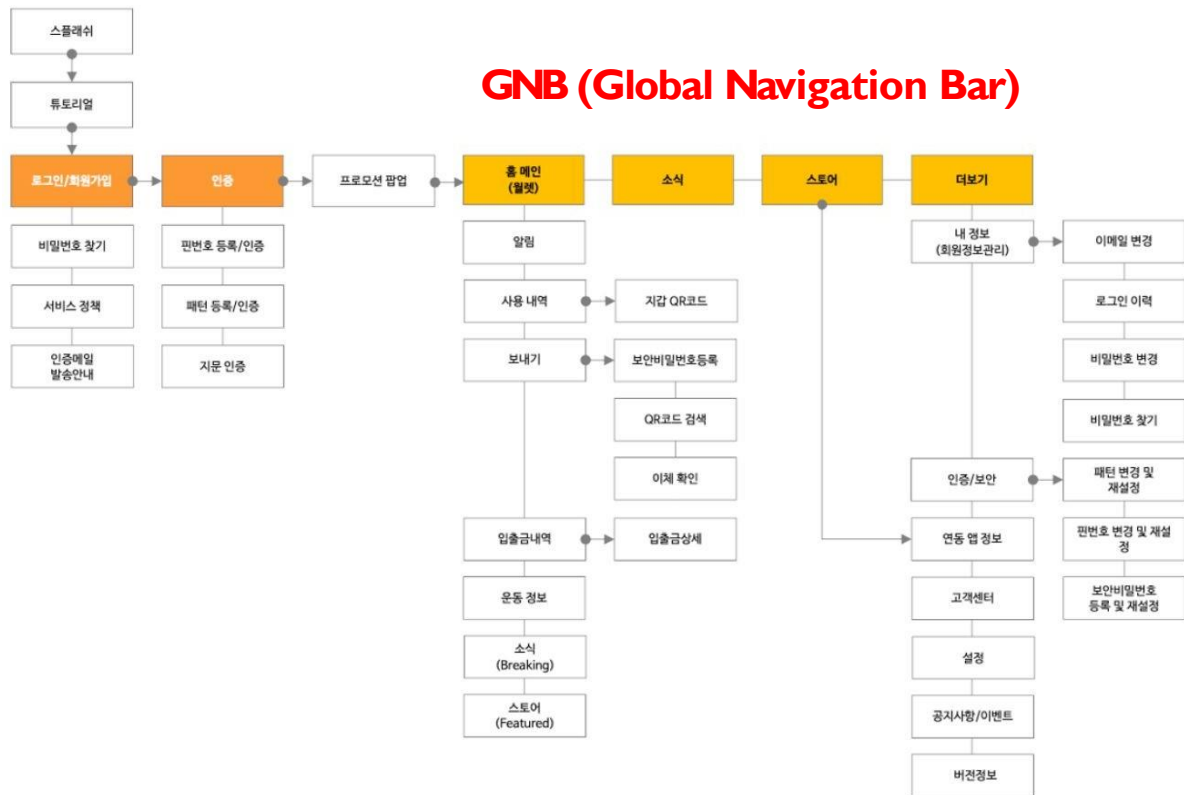 스플래쉬
GNB (Global Navigation Bar)
튜토리얼
로그인/회원가입
인증
프로모션 팝업
홈 메인
(월렛)
소식
스토어
더보기
비밀번호 찾기
서비스 정책
인증메일
발송안내
핀번호 등록/인증
패턴 등록/인증
지문 인증
알림
사용 내역
지갑 QR코드
보내기
보안비밀번호등록
QR코드 검색
이체 확인
입출금내역
입출금상세
운동 정보
소식
(Breaking)
스토어
(Featured)
내 정보
(회원정보관리)
이메일 변경
로그인 이력
비밀번호 변경
비밀번호 찾기
인증/보안
패턴 변경 및
재설정
핀번호 변경 및 재설
정
보안비밀번호
등록 및 재설정
연동 앱 정보
고객센터
설정
공지사항/이벤트
버전정보